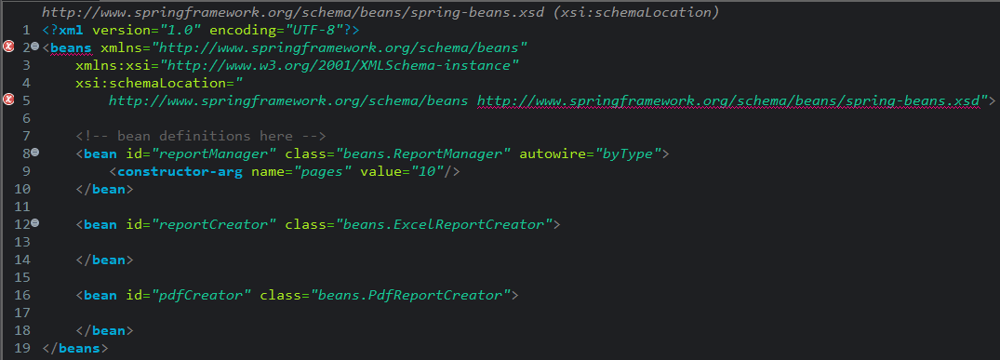 http://www.springframework.org/schema/beans/spring-beans.xsd (xsi:schemaLocation)
1 <?xml version="1.0" encoding="UTF-8"?>
2 <beans xmlns="http://www.springframework.org/schema/beans"
3     xmlns:xsi="http://www.w3.org/2001/XMLSchema-instance"
4     xsi:schemaLocation="
5         http://www.springframework.org/schema/beans http://www.springframework.org/schema/beans/spring-beans.xsd">
6
7     <!-- bean definitions here -->
8     <bean id="reportManager" class="beans.ReportManager" autowire="byType">
9         <constructor-arg name="pages" value="10"/>
10     </bean>
11
12     <bean id="reportCreator" class="beans.ExcelReportCreator">
13
14     </bean>
15
16     <bean id="pdfCreator" class="beans.PdfReportCreator">
17
18     </bean>
19 </beans>